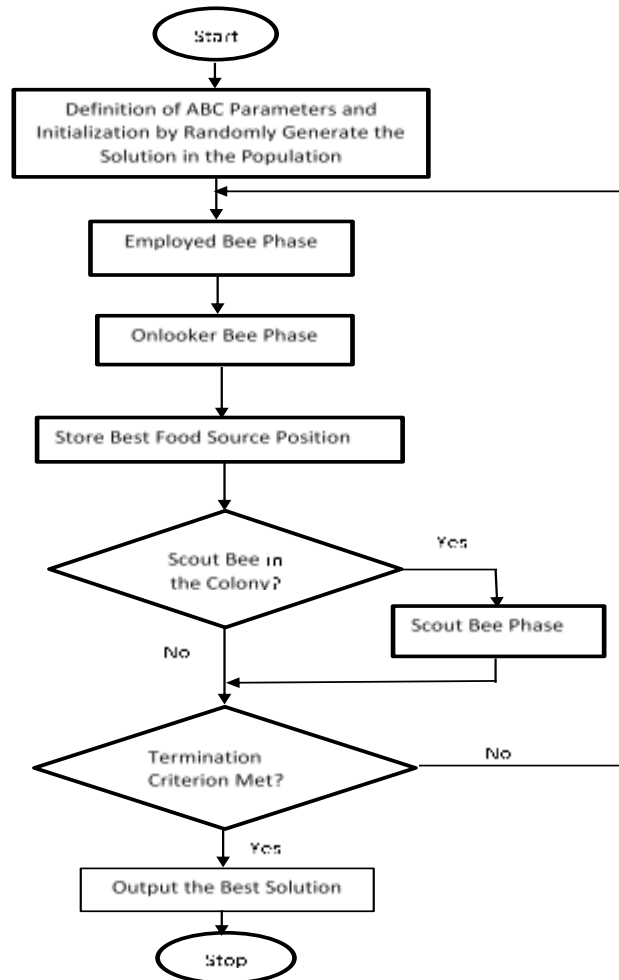 Start
Definition of ABC Parameters and
Initialization by Randomly Generate the
Solution in the Population
Employed Bee Phase
Onlooker Bee Phase
Store Best Food Source Position
Scout Bee in
the Colony?
Yes
Scout Bee Phase
No
Termination
Criterion Met?
No
Yes
Output the Best Solution
Stop